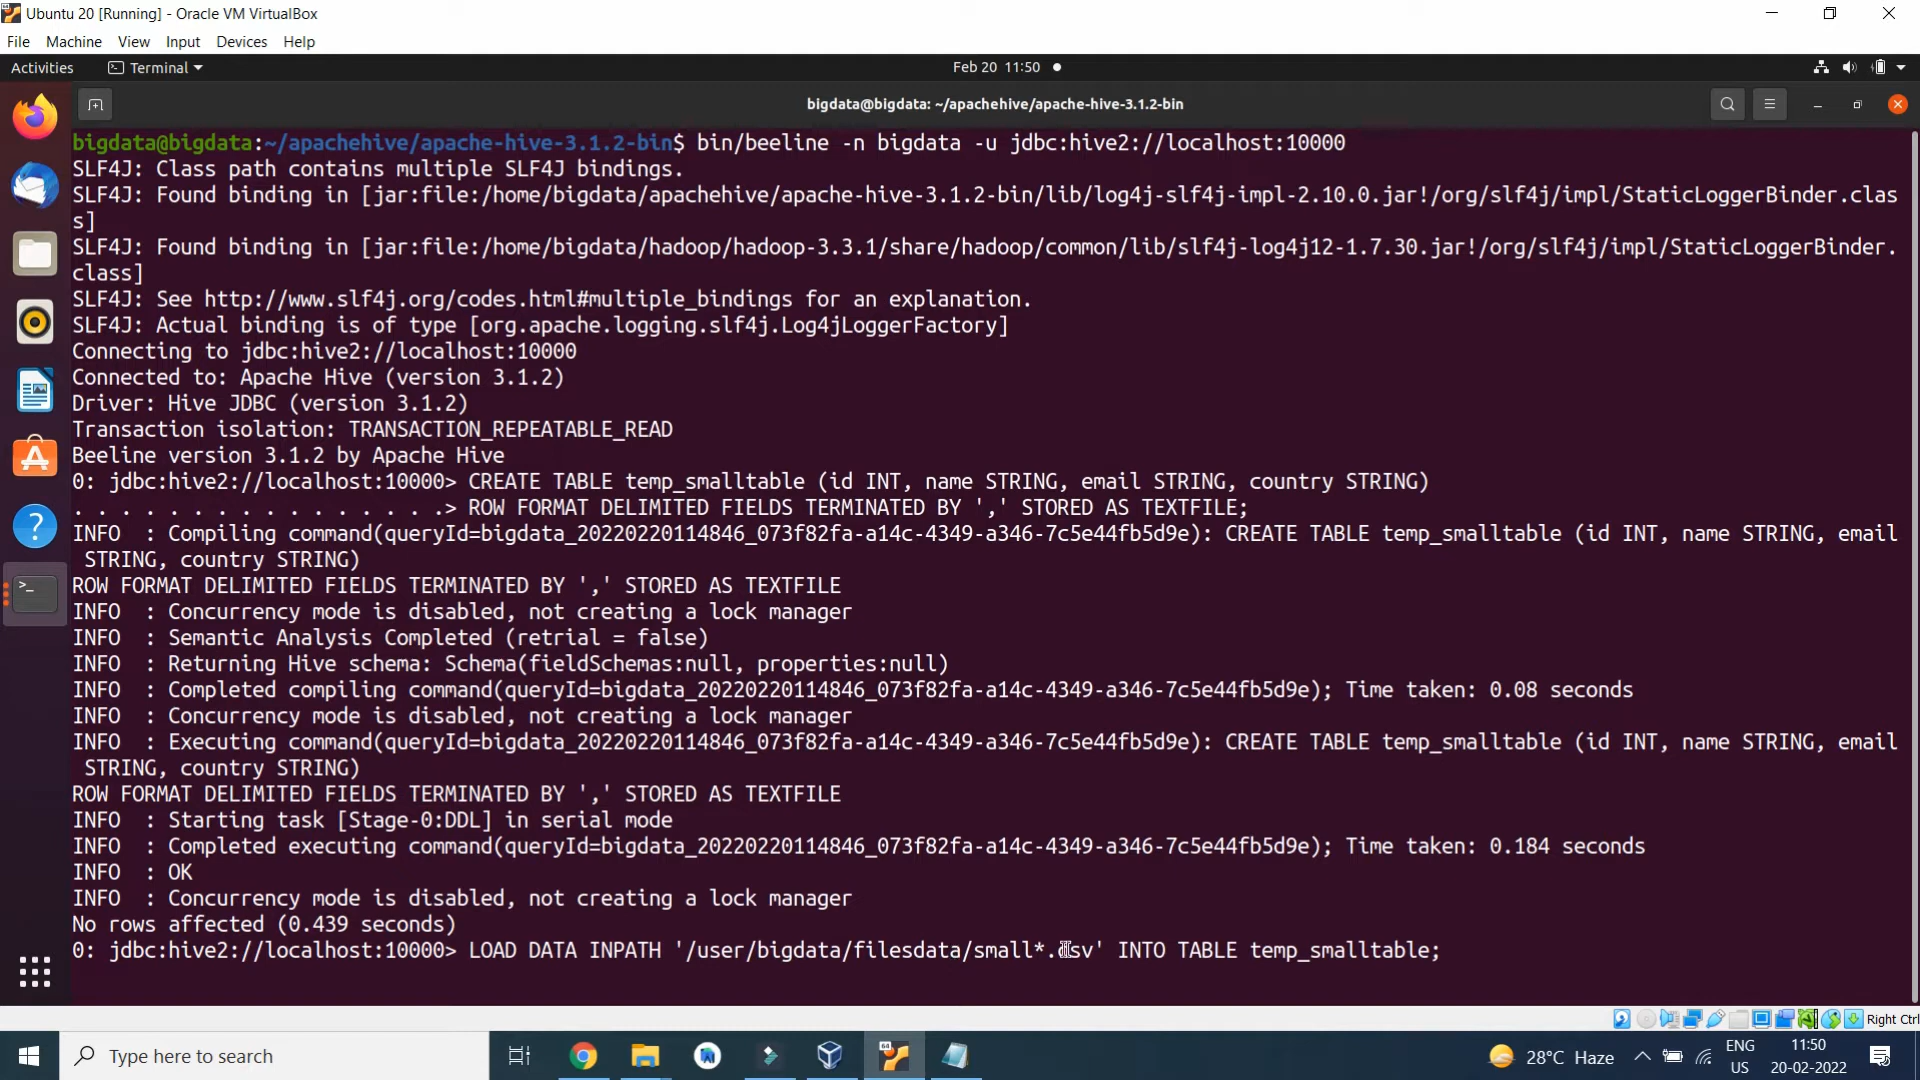 Ubuntu 20 [Running] - Oracle VM VirtualBox
File Machine View Input Devices Help
Activities Terminal Feb 20 11:50
bigdata@bigdata: ~/apachehive/apache-hive-3.1.2-bin
bigdata@bigdata:~/apachehive/apache-hive-3.1.2-bin$ bin/beeline -n bigdata -u jdbc:hive2://localhost:10000
SLF4J: Class path contains multiple SLF4J bindings.
SLF4J: Found binding in [jar:file:/home/bigdata/apachehive/apache-hive-3.1.2-bin/lib/log4j-slf4j-impl-2.10.0.jar!/org/slf4j/impl/StaticLoggerBinder.clas
s]
SLF4J: Found binding in [jar:file:/home/bigdata/hadoop/hadoop-3.3.1/share/hadoop/common/lib/slf4j-log4j12-1.7.30.jar!/org/slf4j/impl/StaticLoggerBinder.
class]
SLF4J: See http://www.slf4j.org/codes.html#multiple_bindings for an explanation.
SLF4J: Actual binding is of type [org.apache.logging.slf4j.Log4jLoggerFactory]
Connecting to jdbc:hive2://localhost:10000
Connected to: Apache Hive (version 3.1.2)
Driver: Hive JDBC (version 3.1.2)
Transaction isolation: TRANSACTION_REPEATABLE_READ
Beeline version 3.1.2 by Apache Hive
0: jdbc:hive2://localhost:10000> CREATE TABLE temp_smalltable (id INT, name STRING, email STRING, country STRING)
. . . . . . . . . . . . . . . .> ROW FORMAT DELIMITED FIELDS TERMINATED BY ',' STORED AS TEXTFILE;
INFO  : Compiling command(queryId=bigdata_20220220114846_073f82fa-a14c-4349-a346-7c5e44fb5d9e): CREATE TABLE temp_smalltable (id INT, name STRING, email
 STRING, country STRING)
ROW FORMAT DELIMITED FIELDS TERMINATED BY ',' STORED AS TEXTFILE
INFO  : Concurrency mode is disabled, not creating a lock manager
INFO  : Semantic Analysis Completed (retrial = false)
INFO  : Returning Hive schema: Schema(fieldSchemas:null, properties:null)
INFO  : Completed compiling command(queryId=bigdata_20220220114846_073f82fa-a14c-4349-a346-7c5e44fb5d9e); Time taken: 0.08 seconds
INFO  : Concurrency mode is disabled, not creating a lock manager
INFO  : Executing command(queryId=bigdata_20220220114846_073f82fa-a14c-4349-a346-7c5e44fb5d9e): CREATE TABLE temp_smalltable (id INT, name STRING, email
 STRING, country STRING)
ROW FORMAT DELIMITED FIELDS TERMINATED BY ',' STORED AS TEXTFILE
INFO  : Starting task [Stage-0:DDL] in serial mode
INFO  : Completed executing command(queryId=bigdata_20220220114846_073f82fa-a14c-4349-a346-7c5e44fb5d9e); Time taken: 0.184 seconds
INFO  : OK
INFO  : Concurrency mode is disabled, not creating a lock manager
No rows affected (0.439 seconds)
0: jdbc:hive2://localhost:10000> LOAD DATA INPATH '/user/bigdata/filesdata/small*.csv' INTO TABLE temp_smalltable;
Right Ctrl
Type here to search
28°C Haze
ENG
US
11:50
20-02-2022